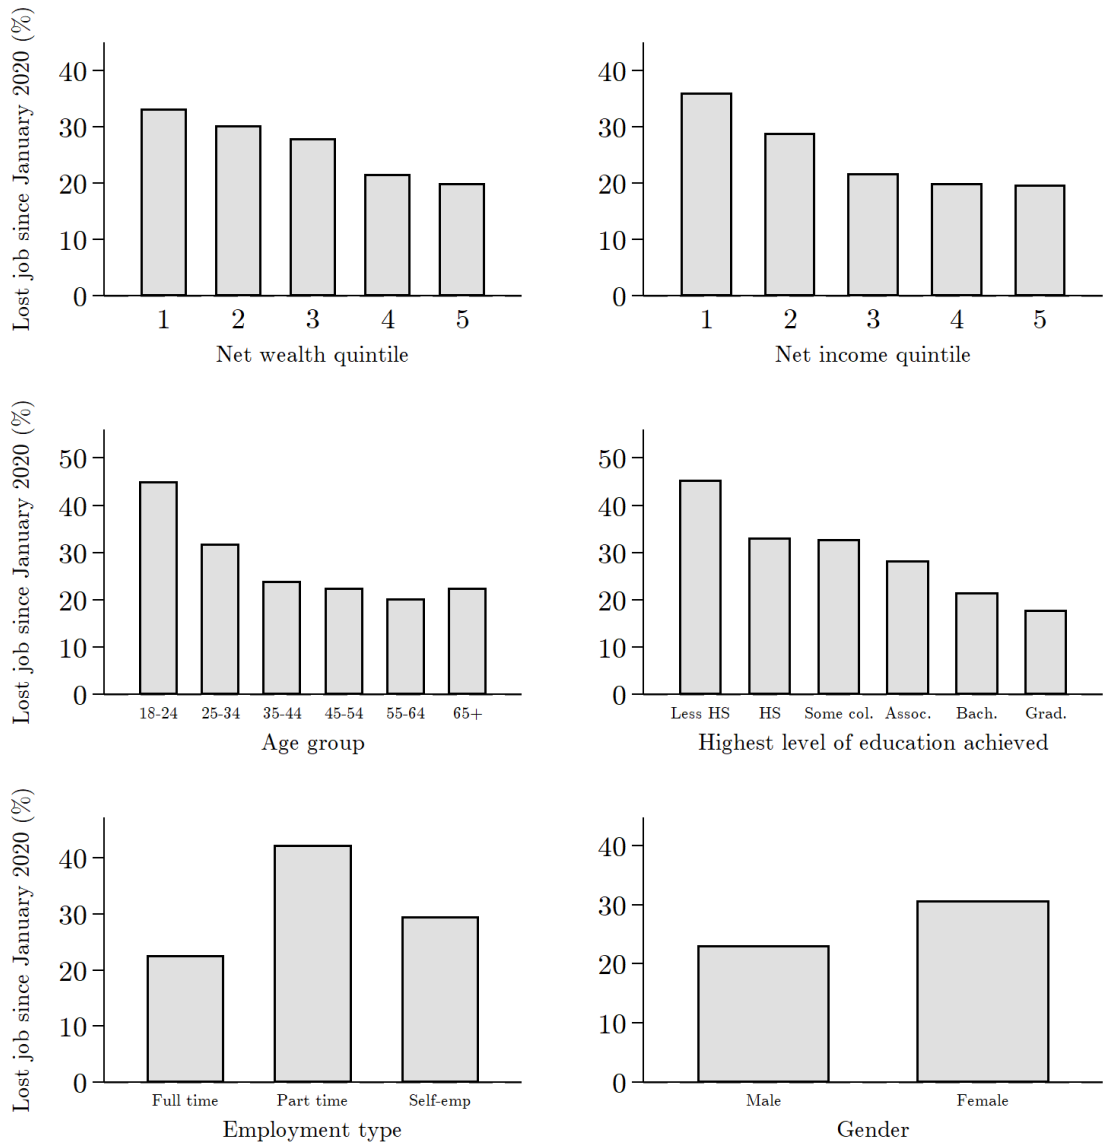 Lost job since January 2020 (%)
40
30
20
10
0
1 2 3 4 5
Net wealth quintile
40
30
20
10
0
1 2 3 4 5
Net income quintile
Lost job since January 2020 (%)
50
40
30
20
10
0
18-24 25-34 35-44 45-54 55-64 65+
Age group
50
40
30
20
10
0
Less HS HS Some col. Assoc. Bach. Grad.
Highest level of education achieved
Lost job since January 2020 (%)
40
30
20
10
0
Full time Part time Self-emp
Employment type
40
30
20
10
0
Male Female
Gender